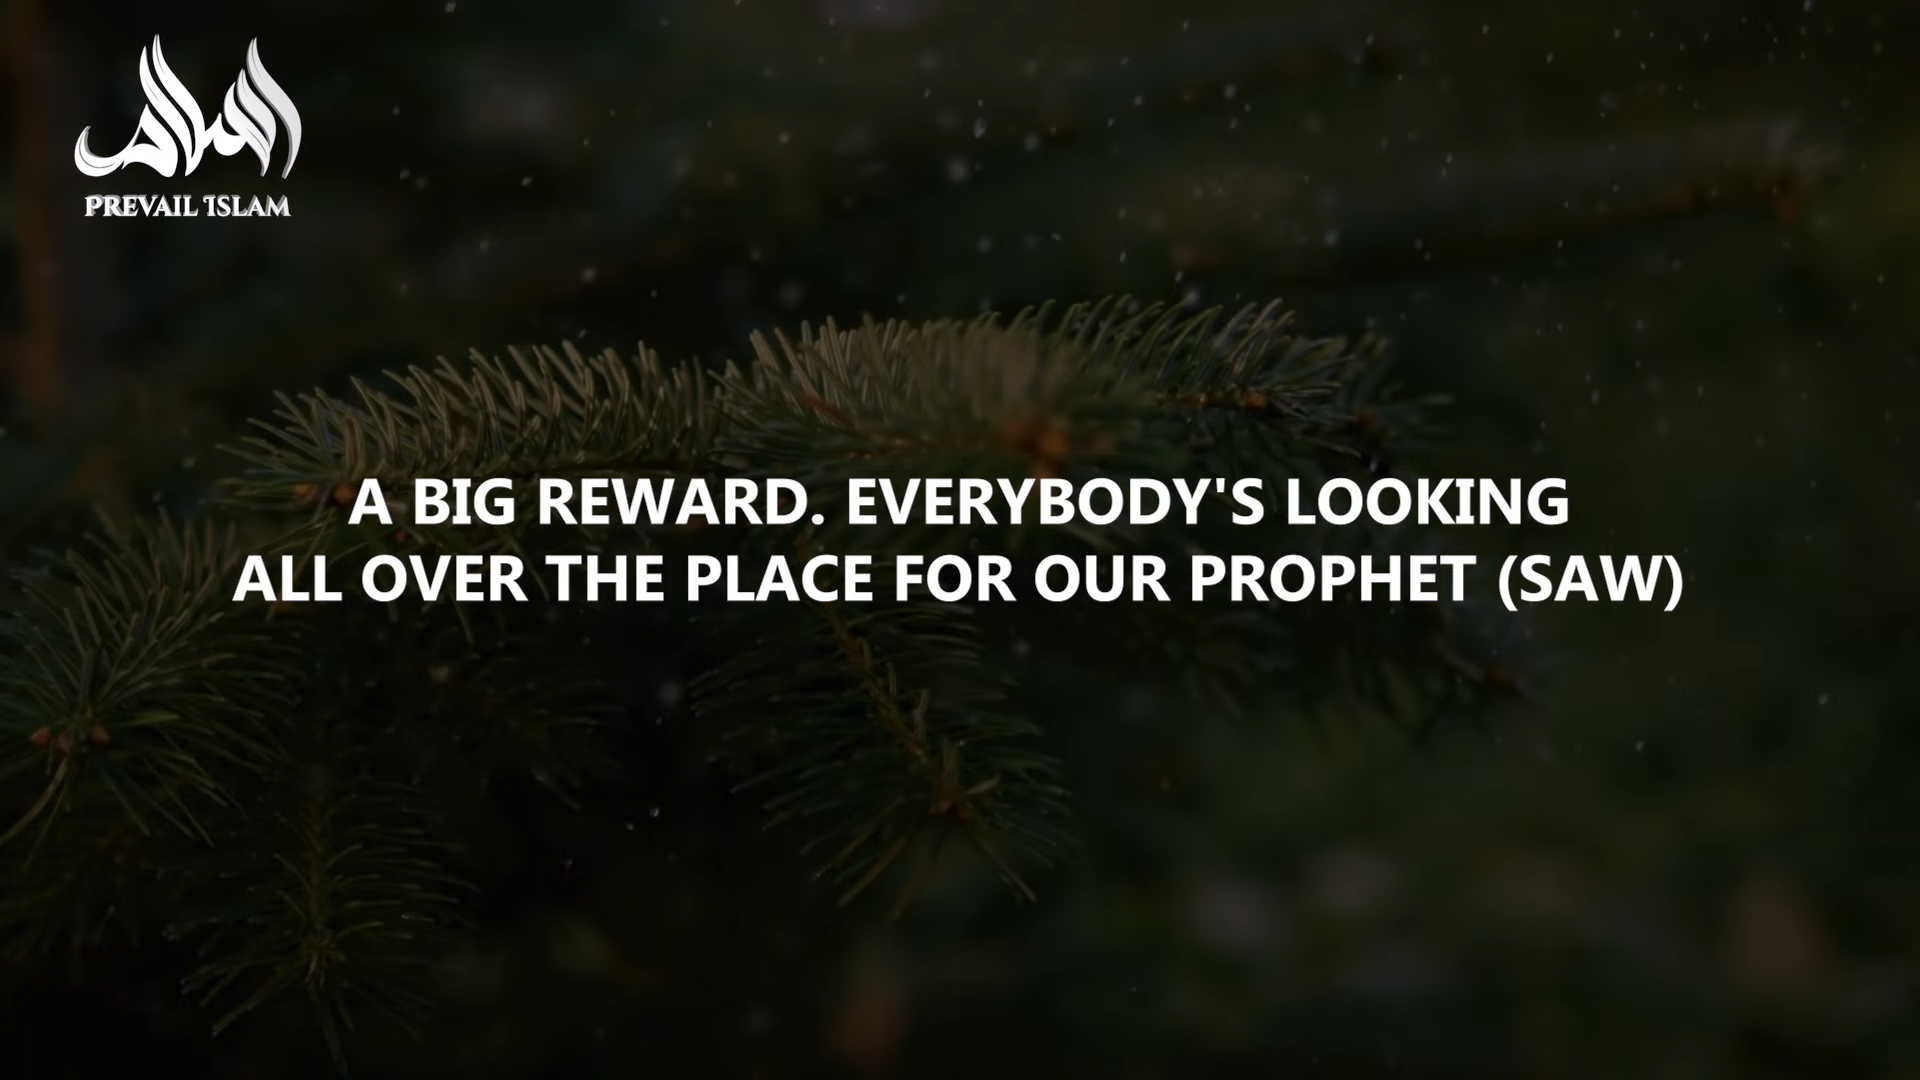 PREVAIL ISLAM
A BIG REWARD. EVERYBODY'S LOOKING
ALL OVER THE PLACE FOR OUR PROPHET (SAW)